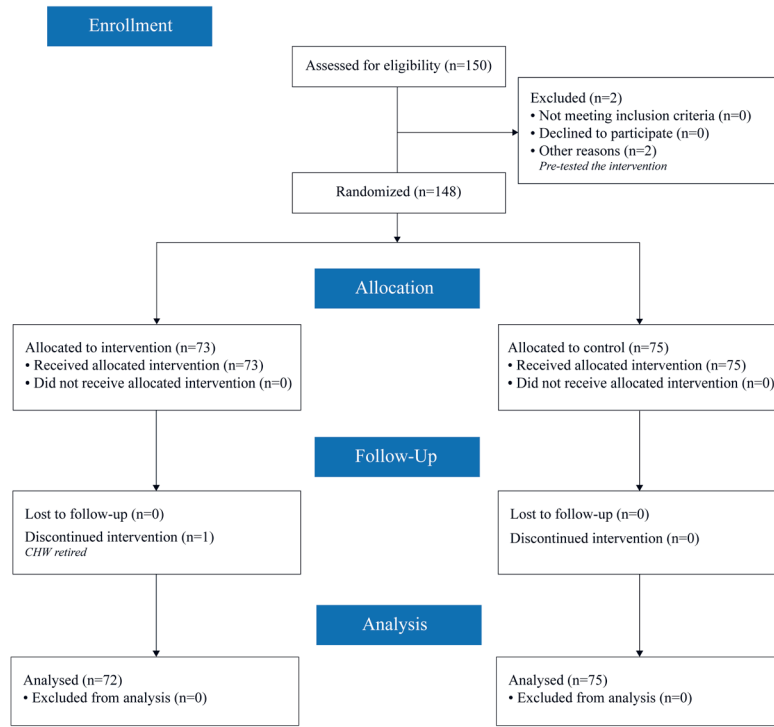 Enrollment
Assessed for eligibility (n=150)
Excluded (n=2)
• Not meeting inclusion criteria (n=0)
• Declined to participate (n=0)
• Other reasons (n=2)
Pre-tested the intervention
Randomized (n=148)
Allocation
Allocated to intervention (n=73)
• Received allocated intervention (n=73)
• Did not receive allocated intervention (n=0)
Allocated to control (n=75)
• Received allocated intervention (n=75)
• Did not receive allocated intervention (n=0)
Follow-Up
Lost to follow-up (n=0)
Discontinued intervention (n=1)
CHW retired
Lost to follow-up (n=0)
Discontinued intervention (n=0)
Analysis
Analysed (n=72)
• Excluded from analysis (n=0)
Analysed (n=75)
• Excluded from analysis (n=0)